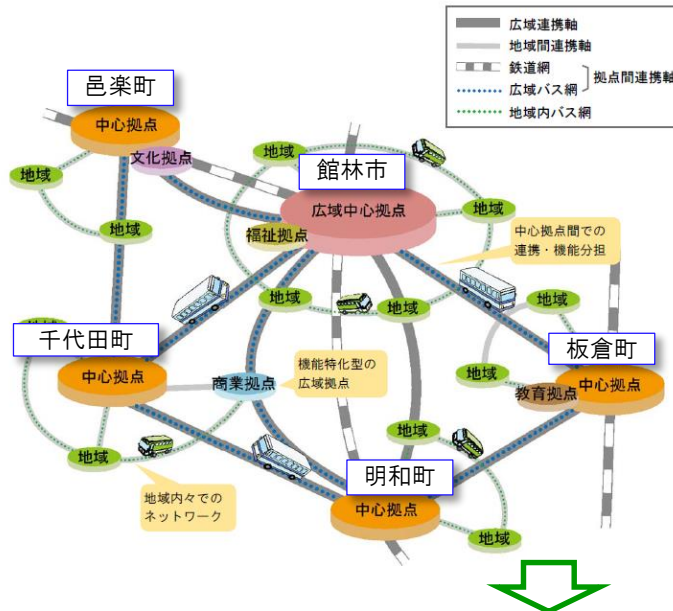 広域連携軸
地域間連携軸
鉄道網
広域バス網
拠点間連携軸
地域内バス網
邑楽町
中心拠点
文化拠点
地域
館林市
地域
広域中心拠点
地域
福祉拠点
地域
中心拠点間での
連携・機能分担
地域
地域
地域
地域
千代田町
地域
板倉町
中心拠点
商業拠点
機能特化型の
広域拠点
地域
教育拠点
中心拠点
地域
地域
明和町
地域内々での
ネットワーク
中心拠点
地域